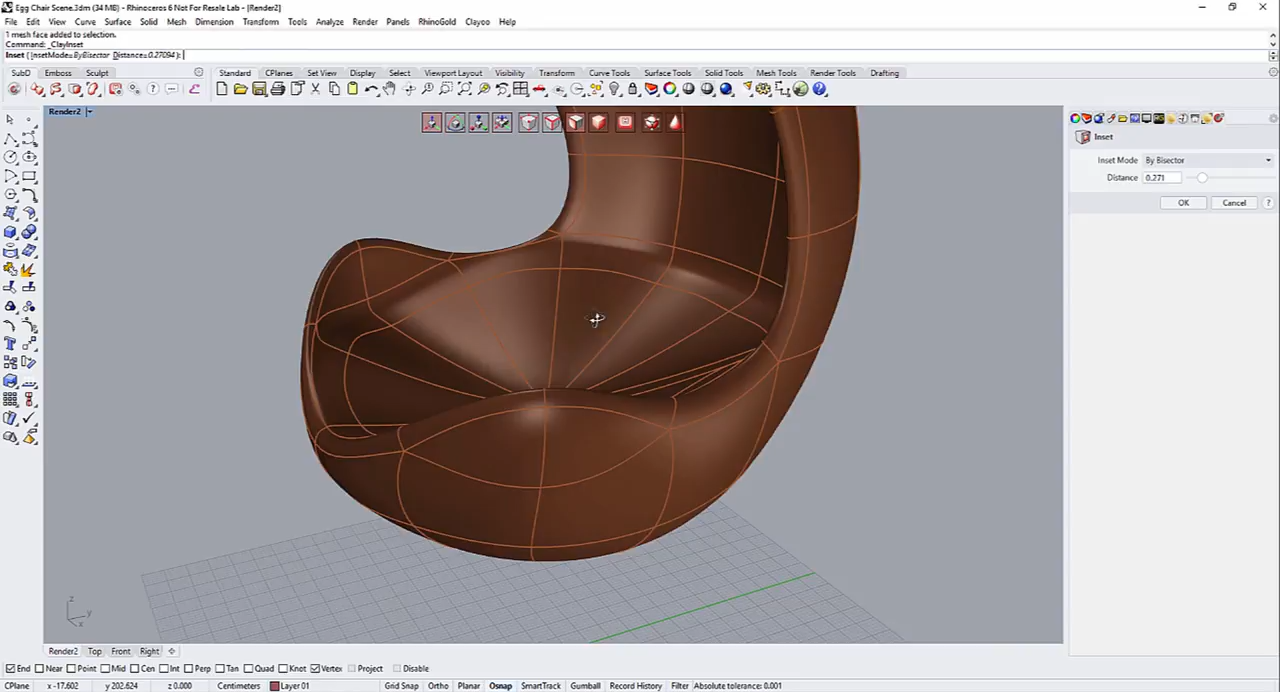 Egg Chair Scene.3dm (34 MB) - Rhinoceros 6 Not For Resale Lab - [Render2]
File Edit View Curve Surface Solid Mesh Dimension Transform Tools Analyze Render Panels RhinoGold Clayoo Help
1 mesh face added to selection.
Command: _ClayInset
Inset ( InsetMode=ByBisector Distance=0.27094 ):
SubD Emboss Sculpt Standard CPlanes Set View Display Select Viewport Layout Visibility Transform Curve Tools Surface Tools Solid Tools Mesh Tools Render Tools Drafting
Render2
Inset
Inset Mode By Bisector
Distance 0.271
OK Cancel ?
z
y
x
Render2 Top Front Right
End Near Point Mid Cen Int Perp Tan Quad Knot Vertex Project Disable
CPlane x -17.602 y 202.624 z 0.000 Centimeters Layer 01 Grid Snap Ortho Planar Osnap SmartTrack Gumball Record History Filter Absolute tolerance: 0.001